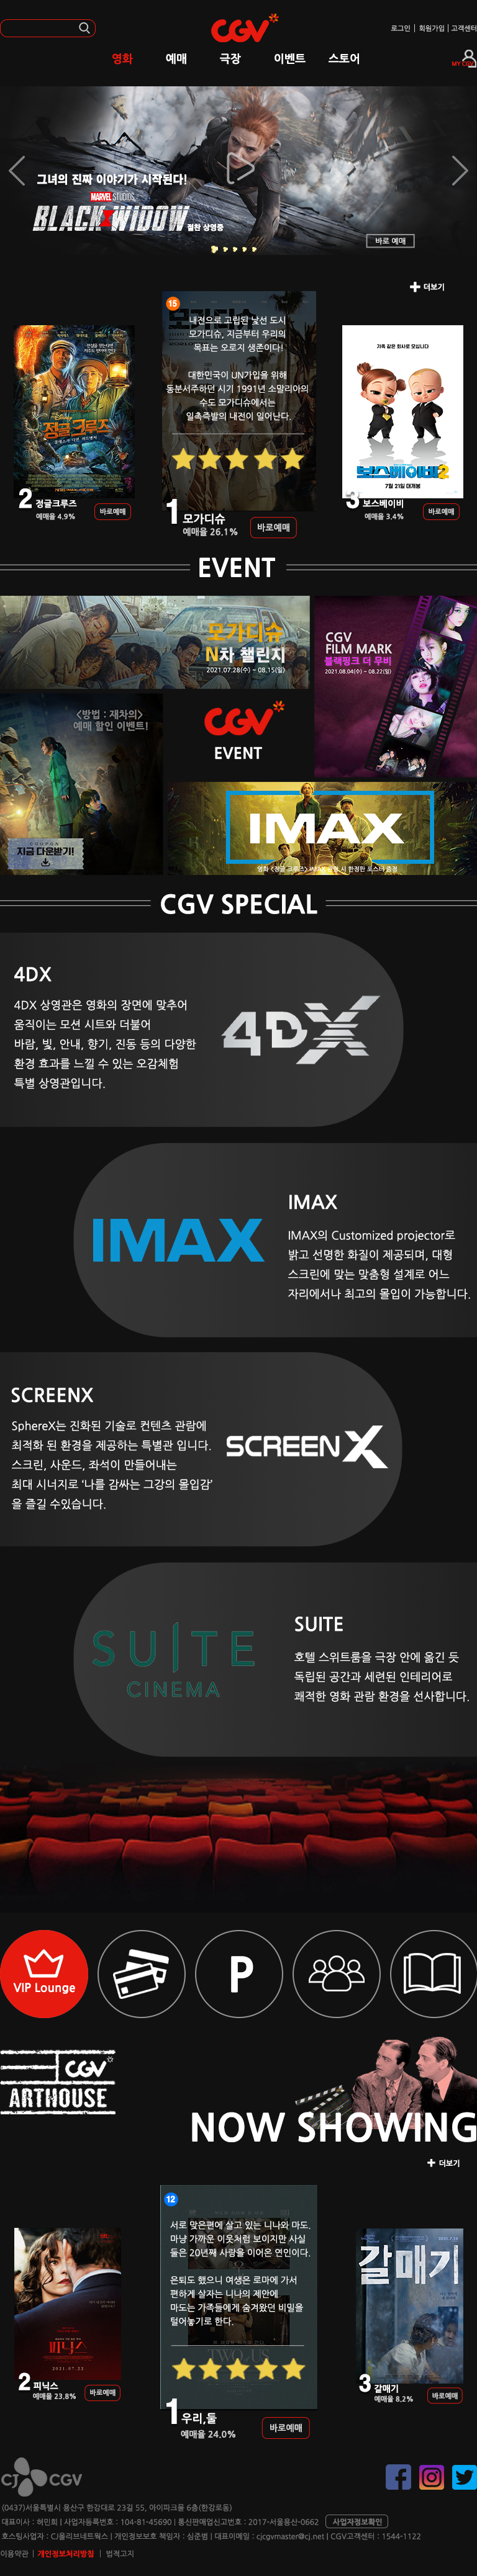 CGV
로그인 | 회원가입 | 고객센터
영화 예매 극장 이벤트 스토어
MY CGV
그녀의 진짜 이야기가 시작된다!
MARVEL STUDIOS
BLACK WIDOW 절찬 상영중
바로 예매
+ 더보기
정글크루즈
2 정글크루즈
예매율 4.9% 바로예매
15
내전으로 고립된 낯선 도시
모가디슈, 지금부터 우리의
목표는 오로지 생존이다!
대한민국이 UN가입을 위해
동분서주하던 시기 1991년 소말리아의
수도 모가디슈에서는
일촉즉발의 내전이 일어난다.
1 모가디슈
예매율 26.1% 바로예매
가족 같은 회사로 모십니다
보스베이비2
7월 21일 대개봉
3 보스베이비
예매율 3.4% 바로예매
EVENT
모가디슈
N차 챌린지
2021.07.28(수) ~ 08.15(일)
CGV
FILM MARK
블랙핑크 더 무비
2021.08.04(수) ~ 08.22(일)
<방법 : 재차의>
예매 할인 이벤트!
COUPON
지금 다운받기!
CGV
EVENT
IMAX
CGV SPECIAL
4DX
4DX 상영관은 영화의 장면에 맞추어
움직이는 모션 시트와 더불어
바람, 빛, 안내, 향기, 진동 등의 다양한
환경 효과를 느낄 수 있는 오감체험
특별 상영관입니다.
4DX
IMAX
IMAX
IMAX의 Customized projector로
밝고 선명한 화질이 제공되며, 대형
스크린에 맞는 맞춤형 설계로 어느
자리에서나 최고의 몰입이 가능합니다.
SCREENX
SphereX는 진화된 기술로 컨텐츠 관람에
최적화 된 환경을 제공하는 특별관 입니다.
스크린, 사운드, 좌석이 만들어내는
최대 시너지로 '나를 감싸는 그강의 몰입감'
을 즐길 수있습니다.
SCREENX
SUITE
CINEMA
SUITE
호텔 스위트룸을 극장 안에 옮긴 듯
독립된 공간과 세련된 인테리어로
쾌적한 영화 관람 환경을 선사합니다.
VIP Lounge
P
CGV
ARTHOUSE
NOW SHOWING
+ 더보기
피닉스
2021.07.22
2 피닉스
예매율 23.8% 바로예매
12
서로 맞은편에 살고 있는 니나와 마도.
마냥 가까운 이웃처럼 보이지만 사실
둘은 20년째 사랑을 이어온 연인이다.
은퇴도 했으니 여생은 로마에 가서
편하게 살자는 니나의 제안에
마도는 가족들에게 숨겨왔던 비밀을
털어놓기로 한다.
TWO OF US
1 우리,둘
예매율 24.0% 바로예매
갈매기
3 갈매기
예매율 8.2% 바로예매
CJ CGV
(0437)서울특별시 용산구 한강대로 23길 55, 아이파크몰 6층(한강로동)
대표이사 : 허민회 | 사업자등록번호 : 104-81-45690 | 통신판매업신고번호 : 2017-서울용산-0662 사업자정보확인
호스팅사업자 : CJ올리브네트웍스 | 개인정보보호 책임자 : 심준범 | 대표이메일 : cjcgvmaster@cj.net | CGV고객센터 : 1544-1122
이용약관 | 개인정보처리방침 | 법적고지